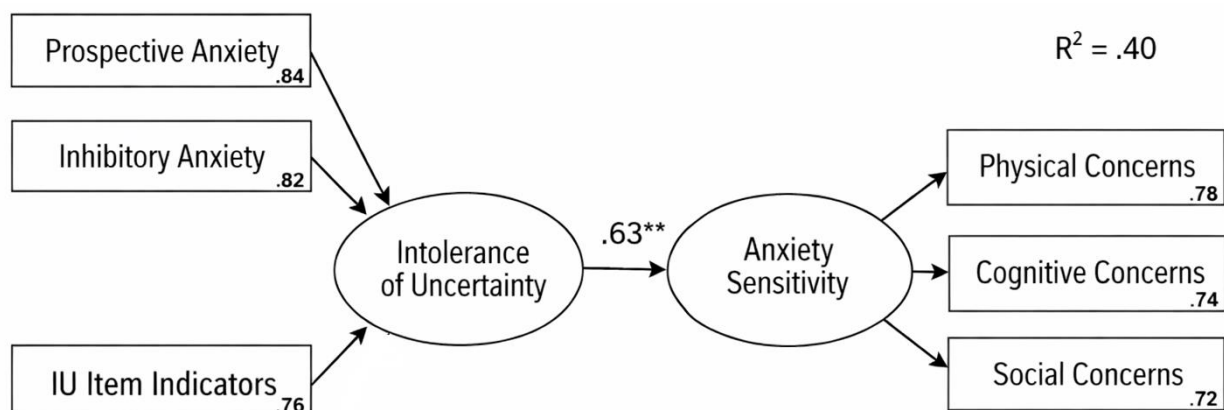 Prospective Anxiety
.84
R² = .40
Inhibitory Anxiety
.82
Physical Concerns
.78
Intolerance
of Uncertainty
.63**
Anxiety
Sensitivity
Cognitive Concerns
.74
IU Item Indicators
.76
Social Concerns
.72